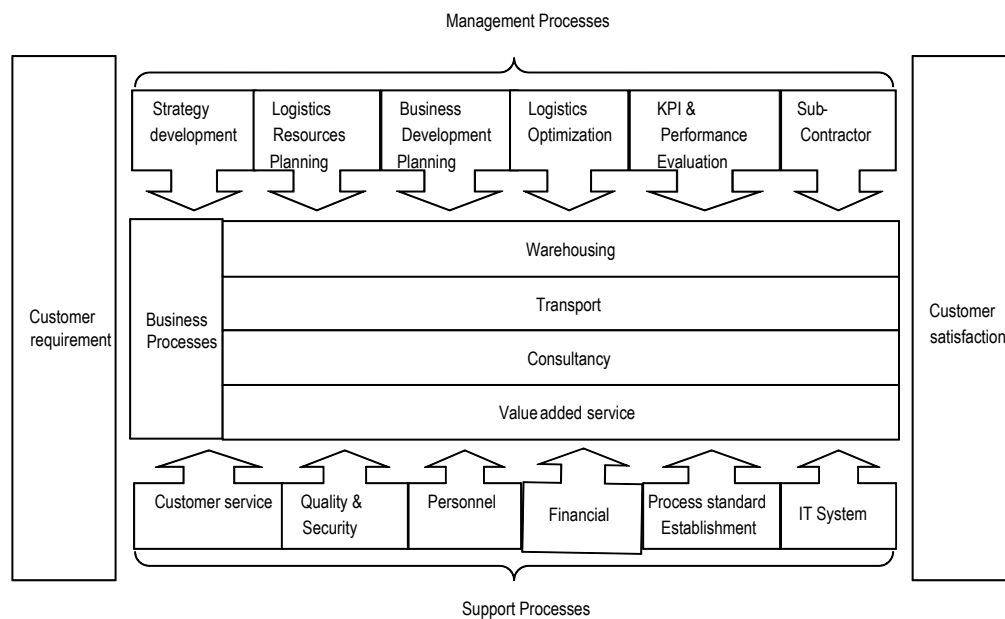 Management Processes
Strategy
development
Logistics
Resources
Planning
Business
Development
Planning
Logistics
Optimization
KPI &
Performance
Evaluation
Sub-
Contractor
Customer
requirement
Business
Processes
Warehousing
Transport
Consultancy
Value added service
Customer
satisfaction
Customer service
Quality &
Security
Personnel
Financial
Process standard
Establishment
IT System
Support Processes